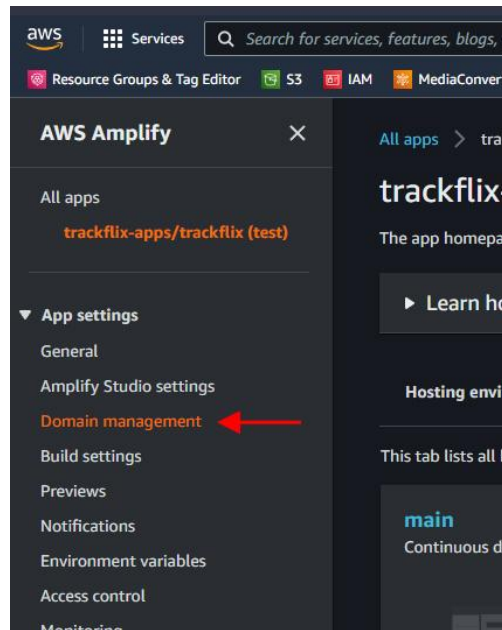 aws
Services
Search for services, features, blogs,
Resource Groups & Tag Editor
S3
IAM
MediaConver
AWS Amplify
All apps
trackflix-apps/trackflix (test)
App settings
General
Amplify Studio settings
Domain management
Build settings
Previews
Notifications
Environment variables
Access control
Monitoring
All apps > tra
trackflix-
The app homepa
Learn ho
Hosting envi
This tab lists all
main
Continuous d